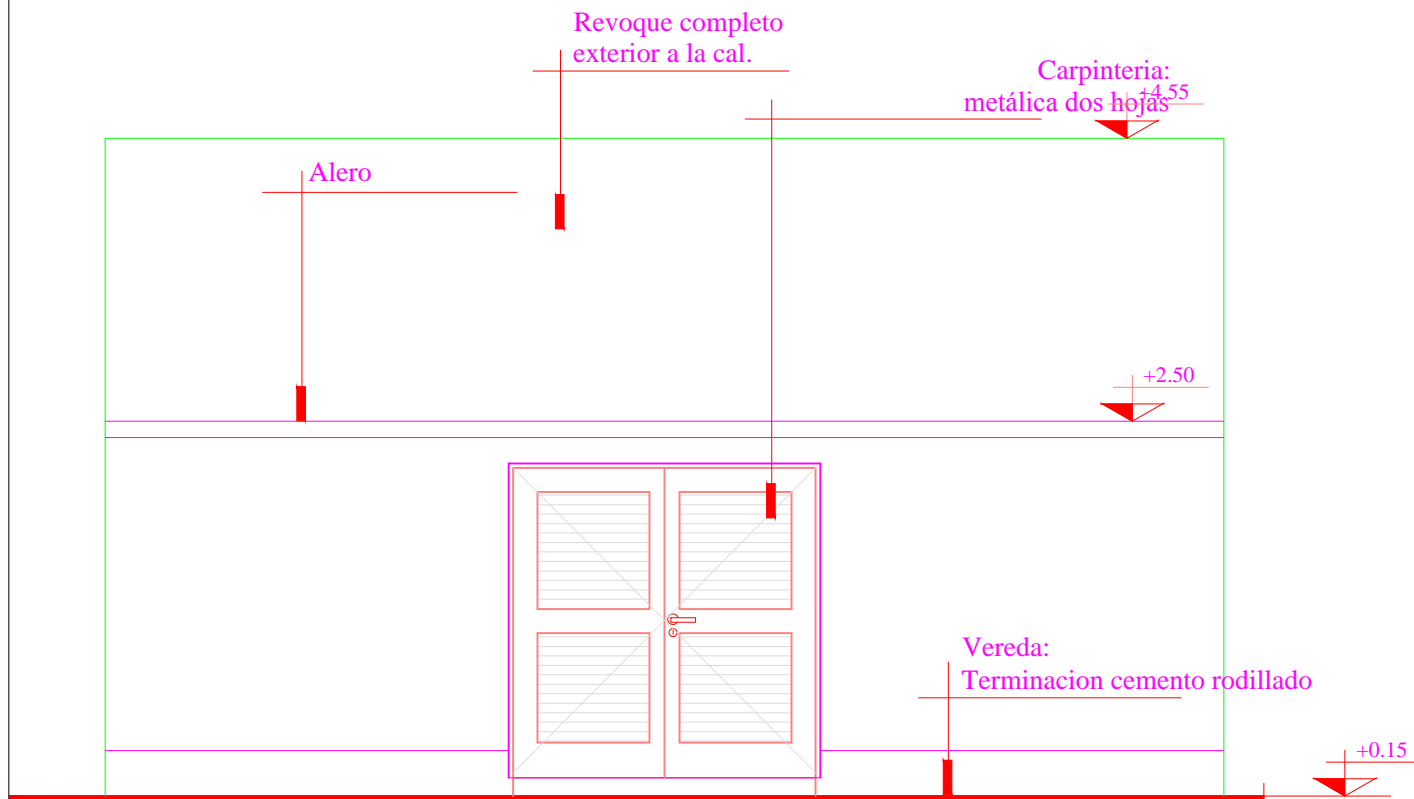 Revoque completo
exterior a la cal.
Carpinteria:
metálica dos hojas
+4.55
Alero
+2.50
Vereda:
Terminacion cemento rodillado
+0.15